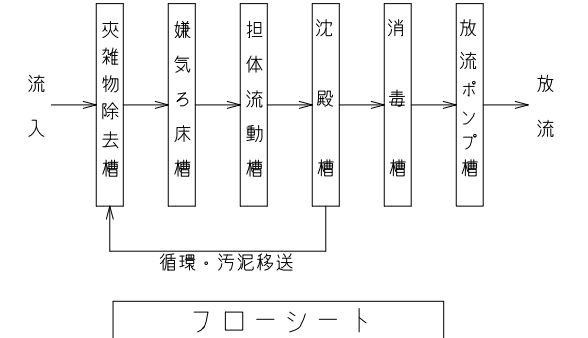 流入
夾雑物除去槽
嫌気ろ床槽
担体流動槽
沈殿槽
消毒槽
放流ポンプ槽
放流
循環・汚泥移送
フローシート